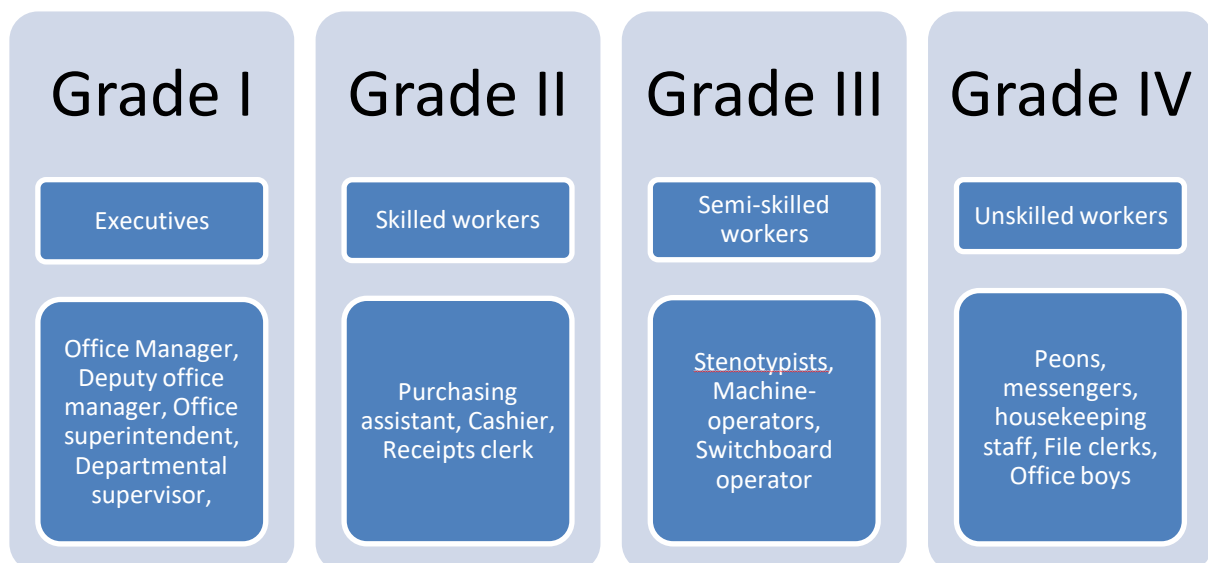 Grade I
Executives
Office Manager,
Deputy office
manager, Office
superintendent,
Departmental
supervisor,
Grade II
Skilled workers
Purchasing
assistant, Cashier,
Receipts clerk
Grade III
Semi-skilled
workers
Stenotypists,
Machine-
operators,
Switchboard
operator
Grade IV
Unskilled workers
Peons,
messengers,
housekeeping
staff, File clerks,
Office boys